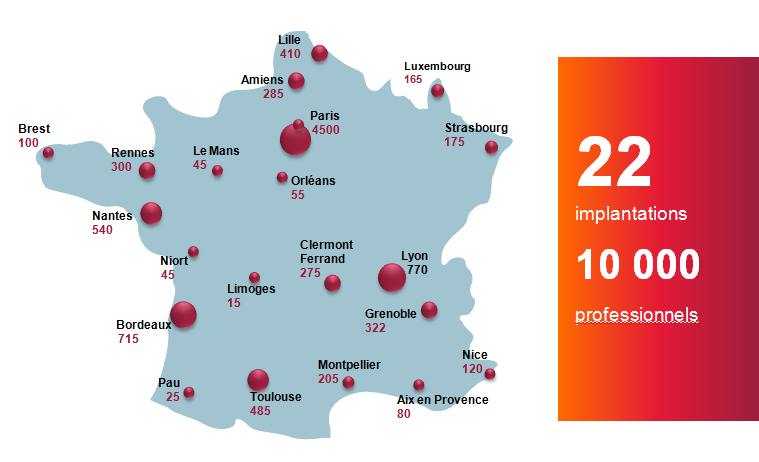 Lille
410
Luxembourg
165
Amiens
285
Paris
4500
Brest
100
Strasbourg
175
Rennes
300
Le Mans
45
Orléans
55
Nantes
540
Clermont
Ferrand
275
Lyon
770
Niort
45
Limoges
15
Grenoble
322
Bordeaux
715
Nice
120
Montpellier
205
Pau
25
Toulouse
485
Aix en Provence
80
22
implantations
10 000
professionnels